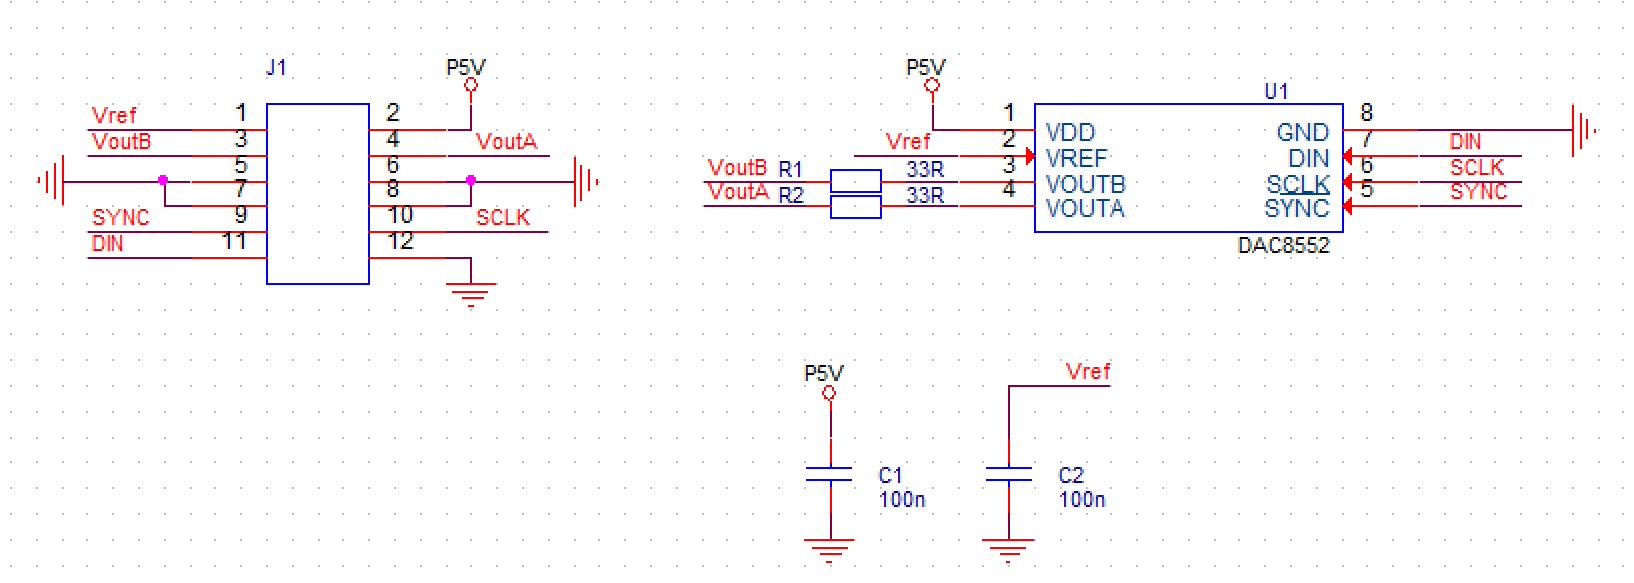 J1
P5V
Vref 1 2
VoutB 3 4 VoutA
5 6
7 8
SYNC 9 10 SCLK
DIN 11 12
P5V
U1
1 VDD GND 8
Vref 2 VREF DIN 7 DIN
VoutB R1 33R 3 VOUTB SCLK 6 SCLK
VoutA R2 33R 4 VOUTA SYNC 5 SYNC
DAC8552
P5V
Vref
C1
100n
C2
100n